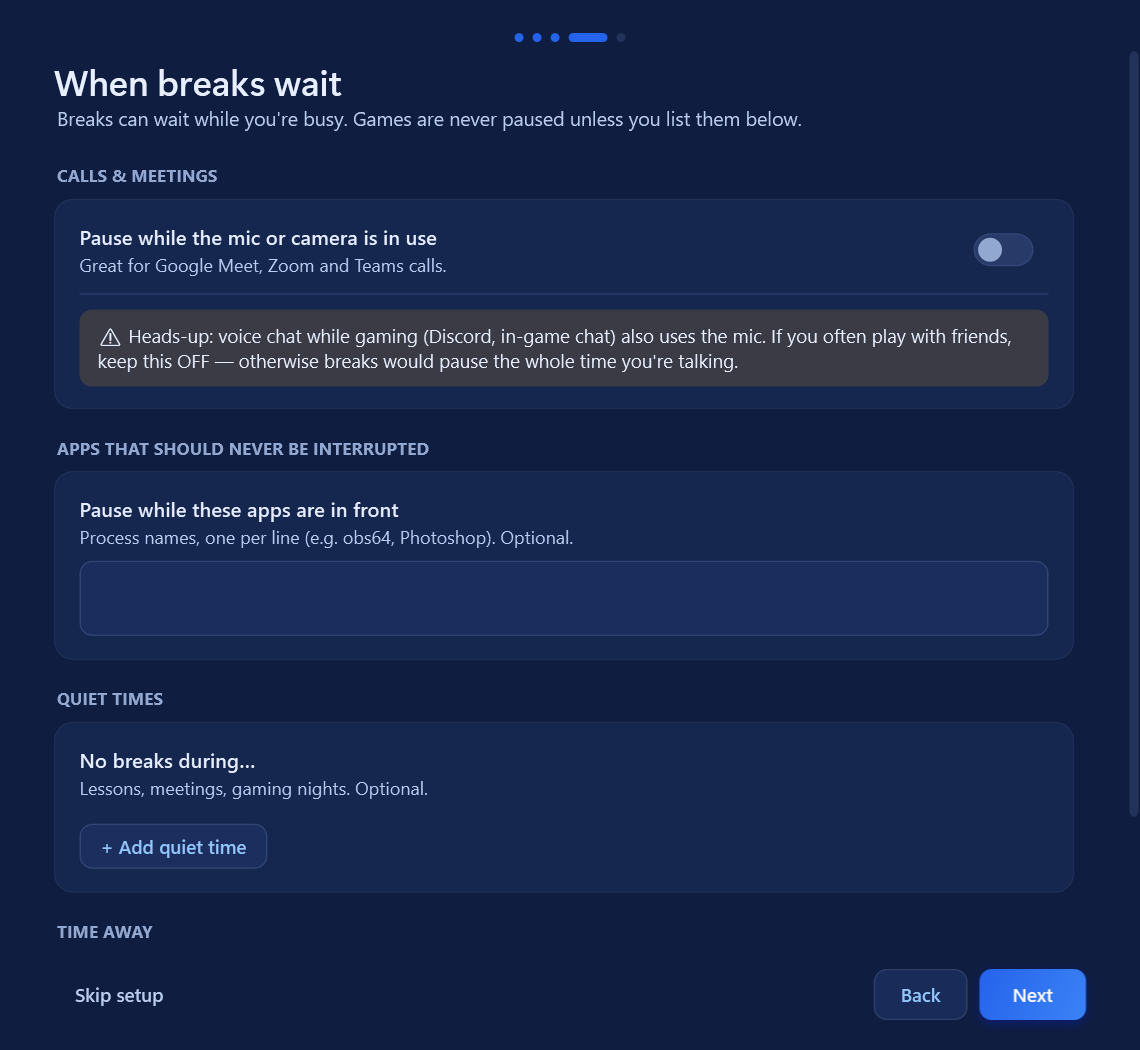 When breaks wait
Breaks can wait while you're busy. Games are never paused unless you list them below.
CALLS & MEETINGS
Pause while the mic or camera is in use
Great for Google Meet, Zoom and Teams calls.
⚠ Heads-up: voice chat while gaming (Discord, in-game chat) also uses the mic. If you often play with friends,
keep this OFF — otherwise breaks would pause the whole time you're talking.
APPS THAT SHOULD NEVER BE INTERRUPTED
Pause while these apps are in front
Process names, one per line (e.g. obs64, Photoshop). Optional.
QUIET TIMES
No breaks during...
Lessons, meetings, gaming nights. Optional.
+ Add quiet time
TIME AWAY
Skip setup
Back
Next